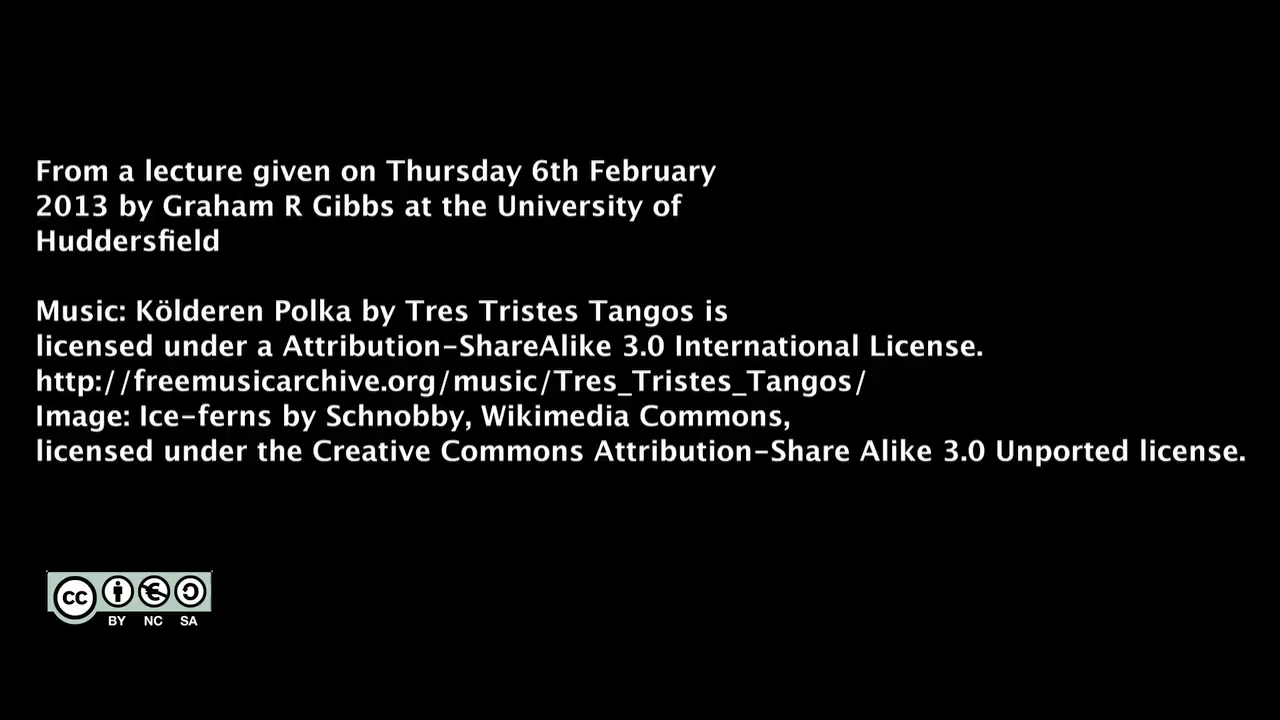 From a lecture given on Thursday 6th February
2013 by Graham R Gibbs at the University of
Huddersfield
Music: Kölderen Polka by Tres Tristes Tangos is
licensed under a Attribution-ShareAlike 3.0 International License.
http://freemusicarchive.org/music/Tres_Tristes_Tangos/
Image: Ice-ferns by Schnobby, Wikimedia Commons,
licensed under the Creative Commons Attribution-Share Alike 3.0 Unported license.
cc
BY NC SA